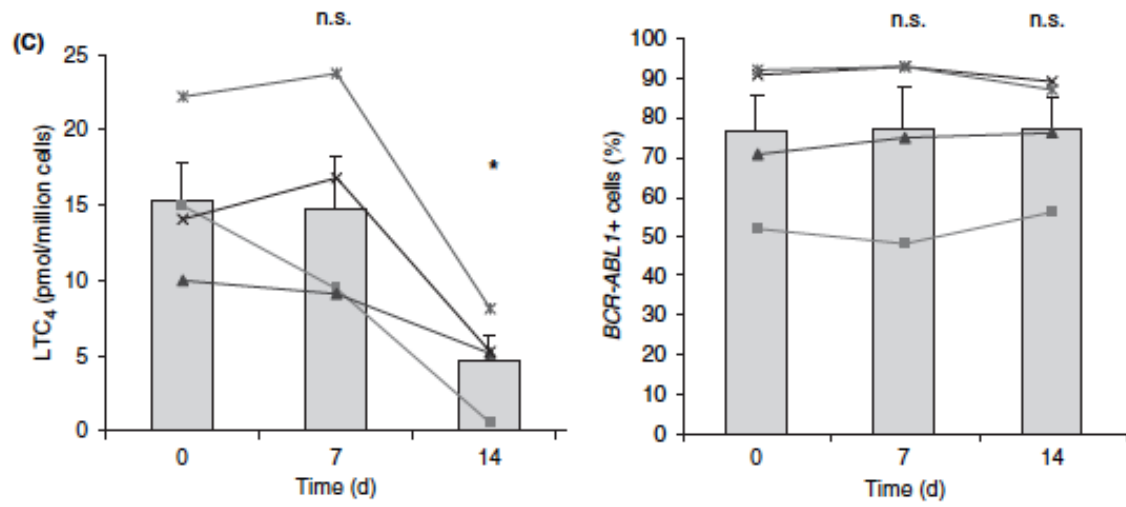 (C)
n.s.
25
20
15
10
5
0
LTC4 (pmol/million cells)
*
0 7 14
Time (d)
n.s. n.s.
100
90
80
70
60
50
40
30
20
10
0
BCR-ABL1+ cells (%)
0 7 14
Time (d)